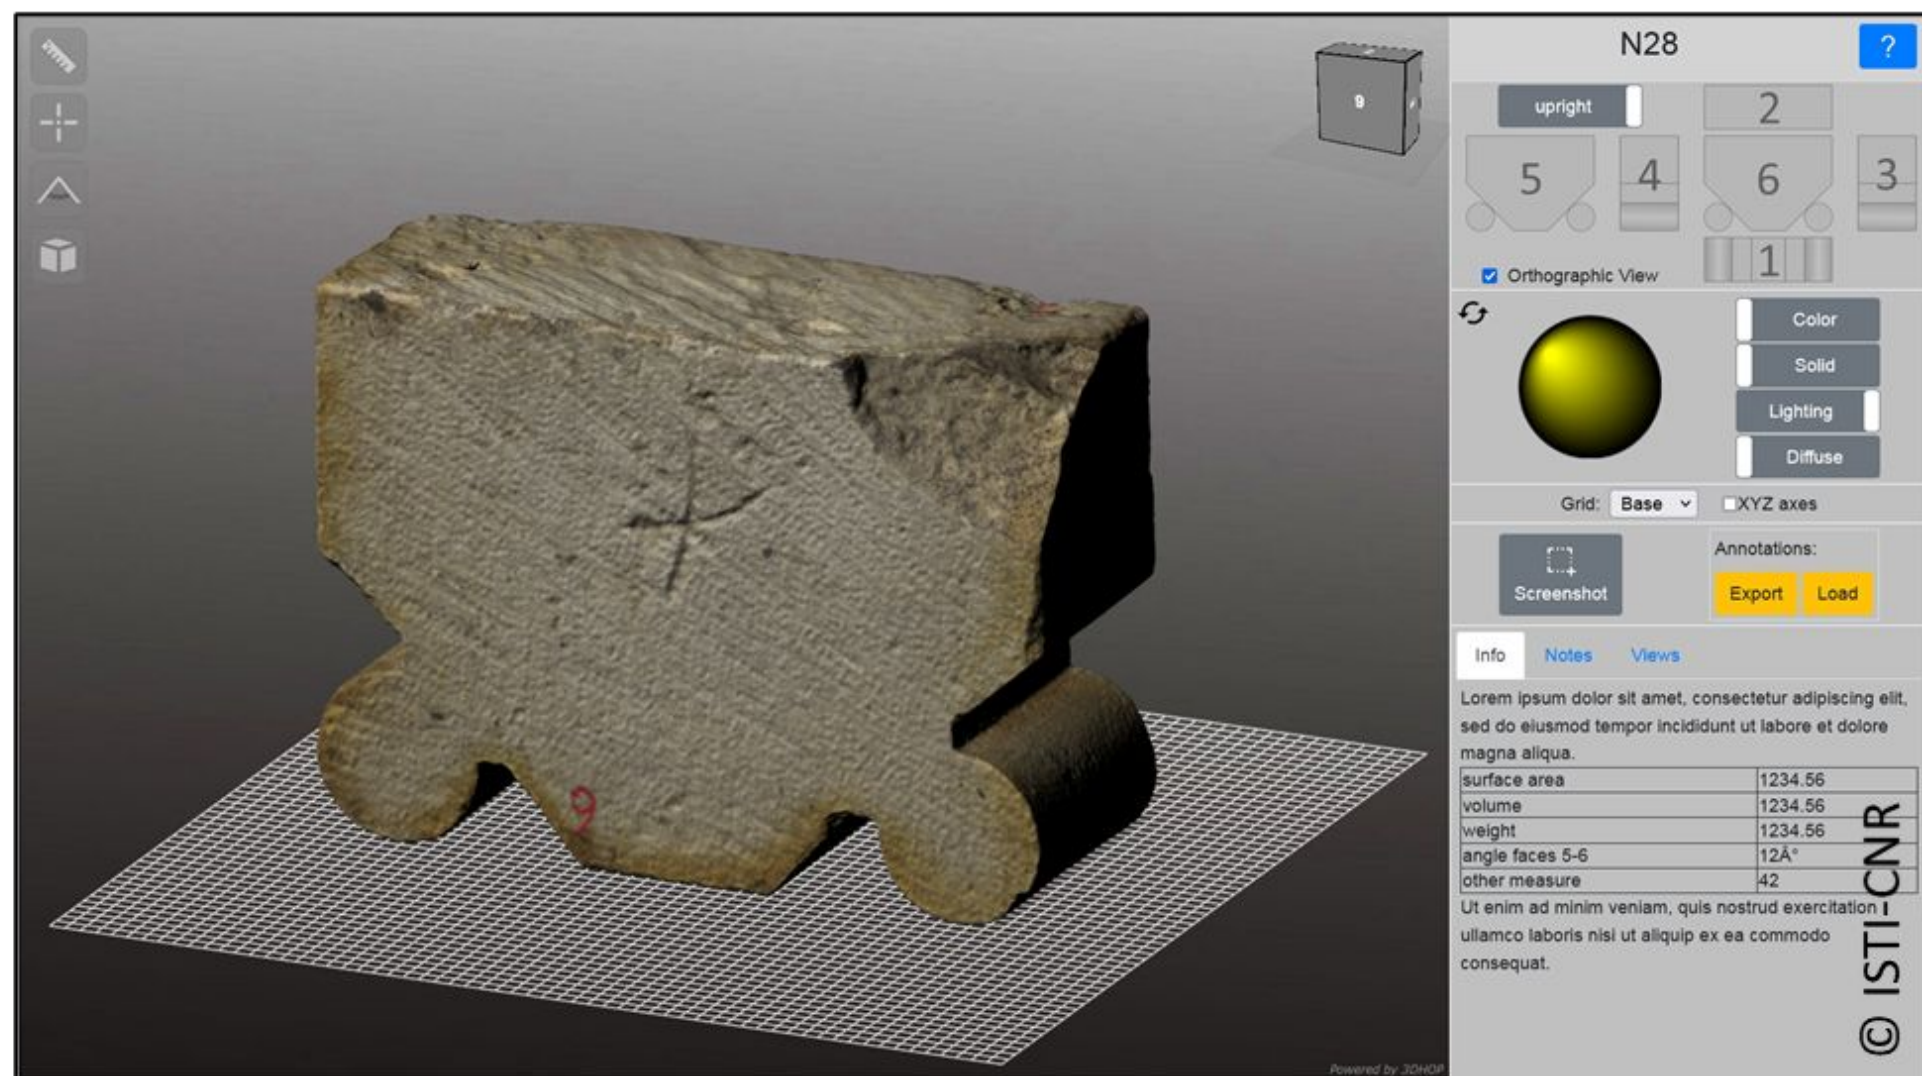 N28
?
upright
2
5
4
6
3
1
Orthographic View
Color
Solid
Lighting
Diffuse
Grid: Base
XYZ axes
Screenshot
Annotations:
Export
Load
Info
Notes
Views
Lorem ipsum dolor sit amet, consectetur adipiscing elit,
sed do eiusmod tempor incididunt ut labore et dolore
magna aliqua.
surface area 1234.56
volume 1234.56
weight 1234.56
angle faces 5-6 12Â°
other measure 42
Ut enim ad minim veniam, quis nostrud exercitation
ullamco laboris nisi ut aliquip ex ea commodo
consequat.
© ISTI-CNR
Powered by 3DHOP